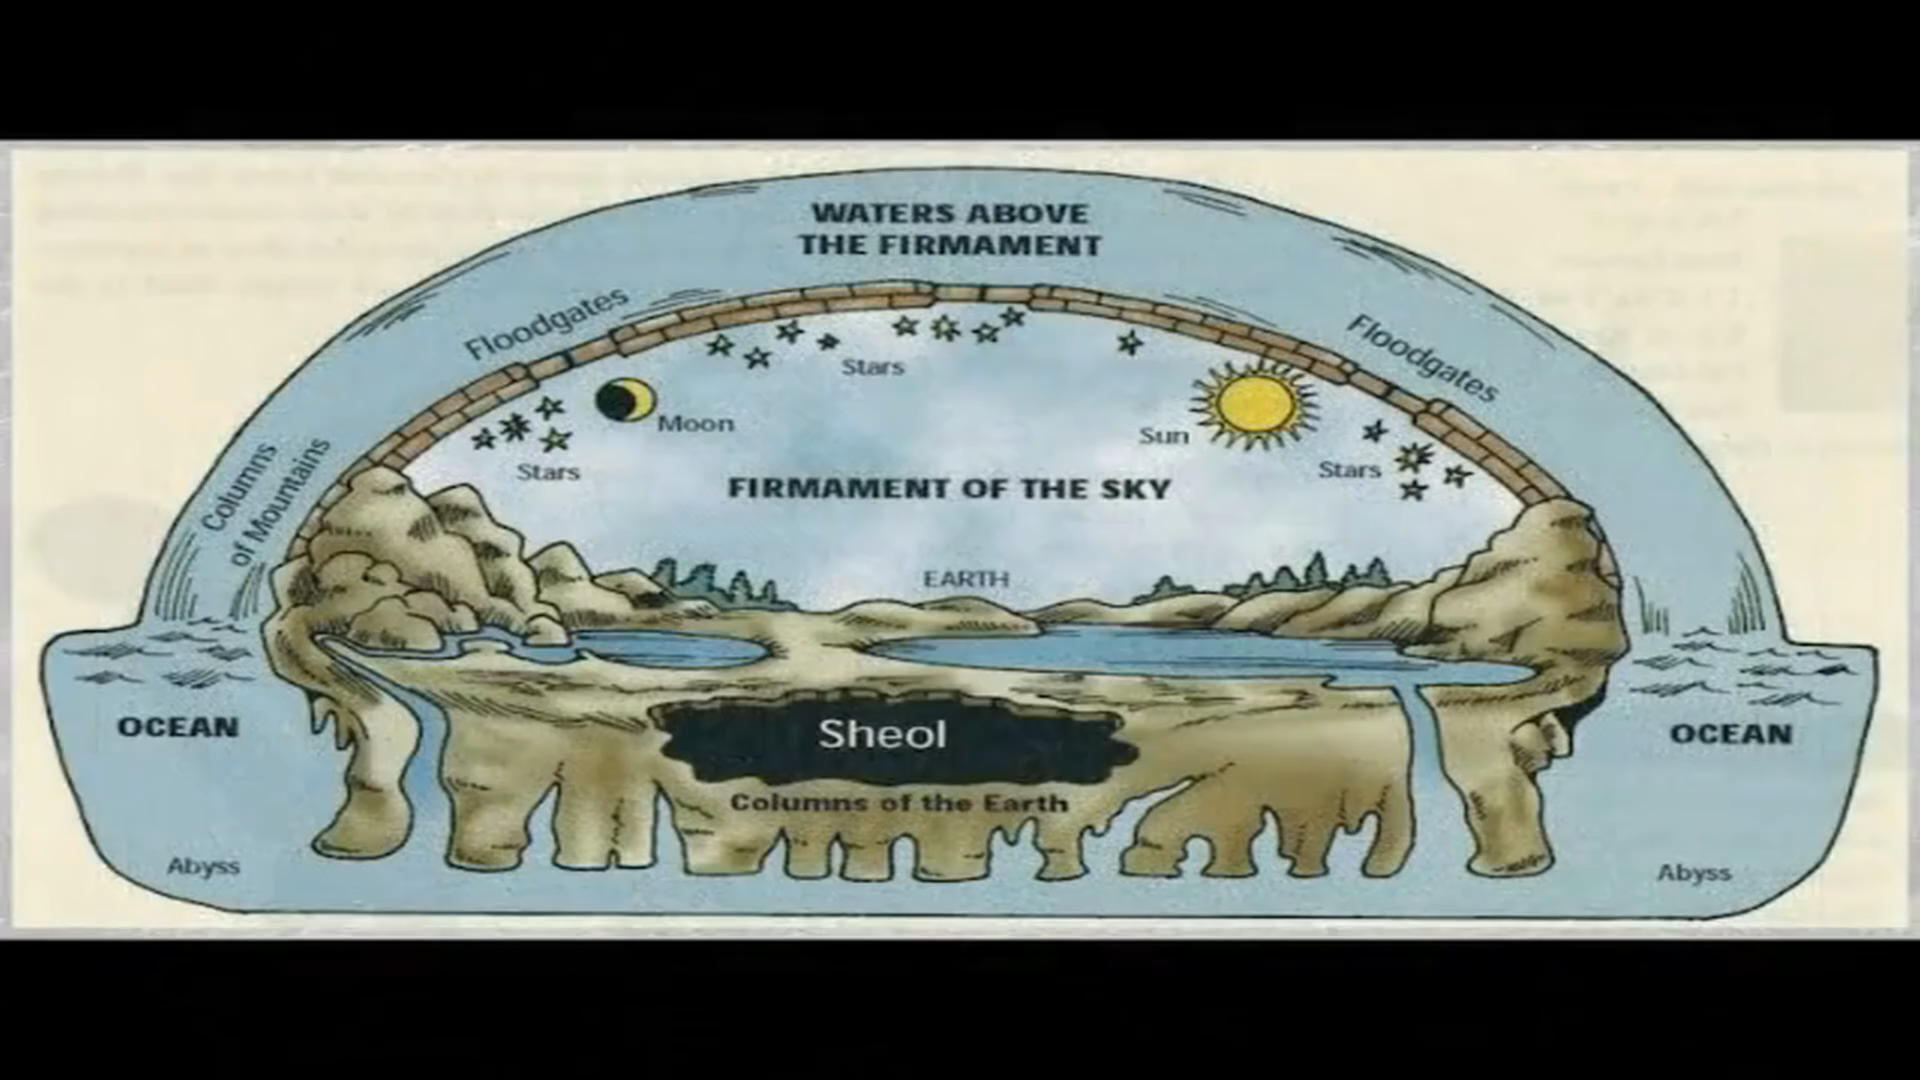 WATERS ABOVE
THE FIRMAMENT
Floodgates
Floodgates
Stars
Moon
Sun
Columns
of Mountains
Stars
Stars
FIRMAMENT OF THE SKY
EARTH
OCEAN
Sheol
OCEAN
Columns of the Earth
Abyss
Abyss